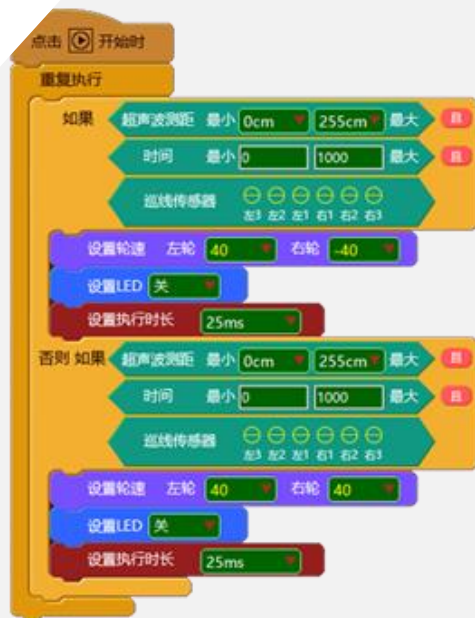 点击 开始时
重复执行
如果 超声波测距 最小 0cm 255cm 最大 且
时间 最小 0 1000 最大 且
巡线传感器
左3 左2 左1 右1 右2 右3
设置轮速 左轮 40 右轮 -40
设置LED 关
设置执行时长 25ms
否则 如果 超声波测距 最小 0cm 255cm 最大 且
时间 最小 0 1000 最大 且
巡线传感器
左3 左2 左1 右1 右2 右3
设置轮速 左轮 40 右轮 40
设置LED 关
设置执行时长 25ms